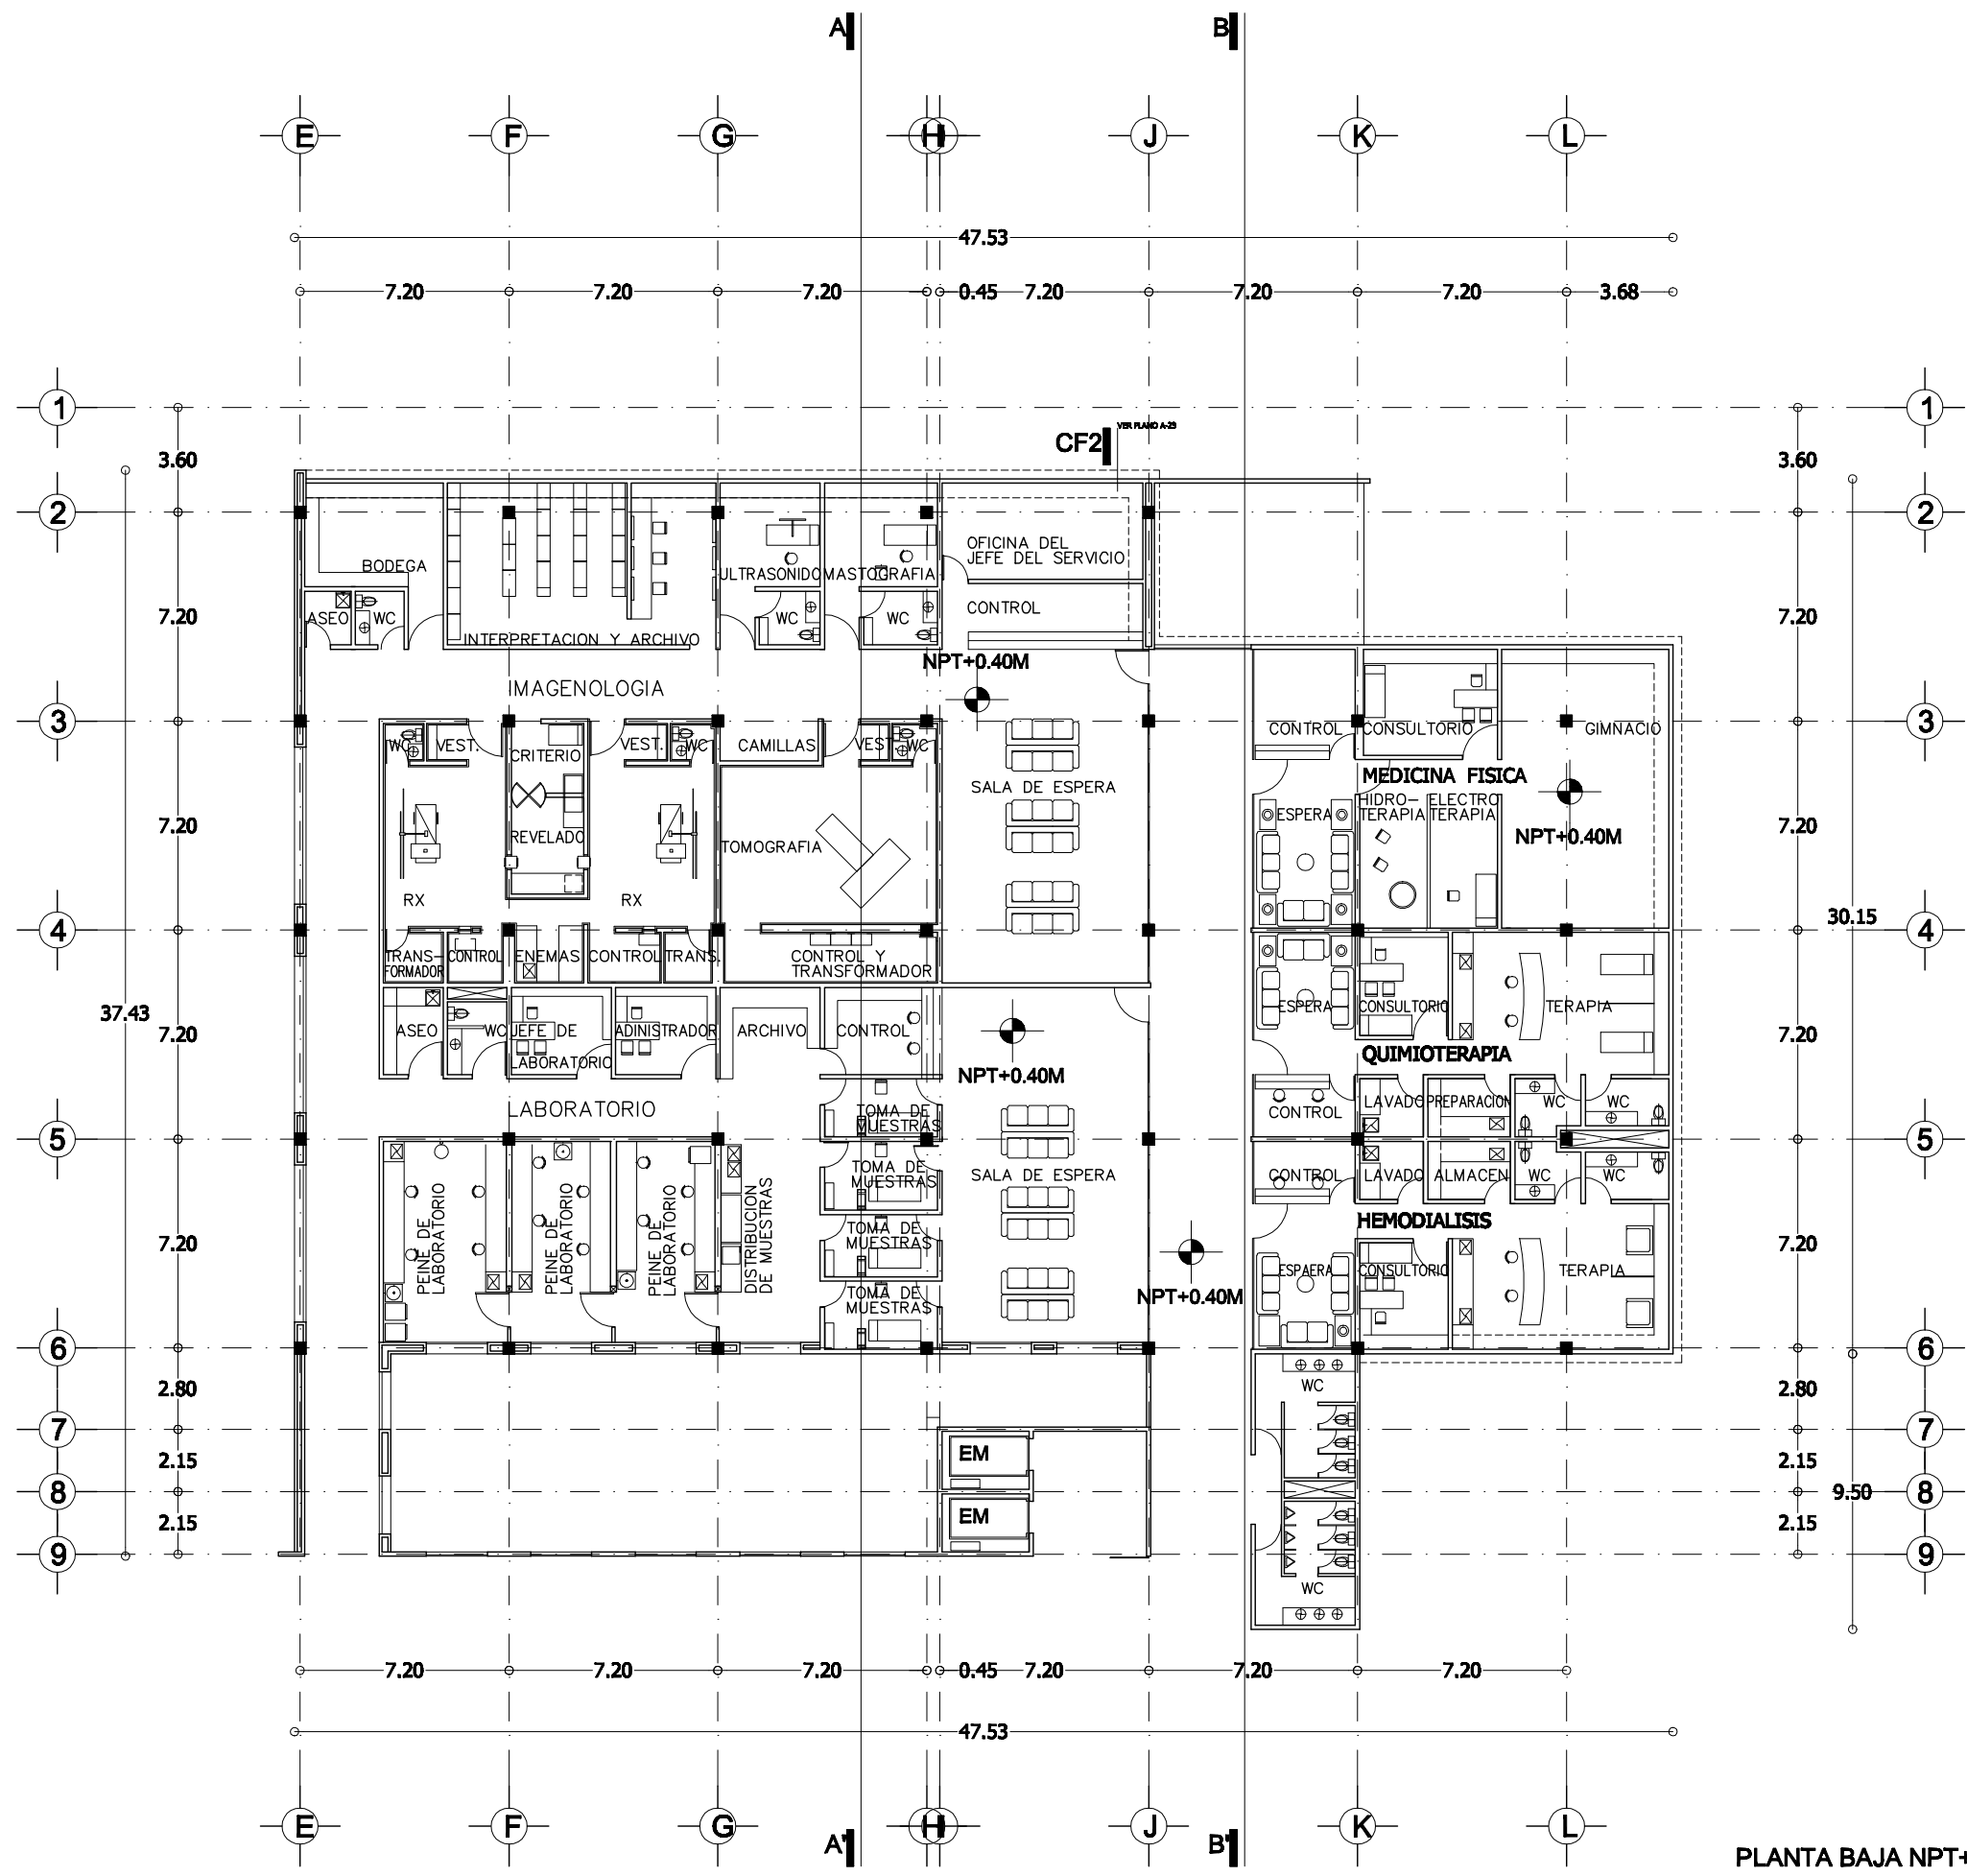 A
B
E
F
G
H
H
J
K
L
47.53
7.20
7.20
7.20
0.45
7.20
7.20
7.20
3.68
1
1
VER PLANO A-23
CF2
3.60
3.60
2
2
OFICINA DEL
JEFE DEL SERVICIO
BODEGA
ULTRASONIDO
MASTOGRAFIA
CONTROL
7.20
7.20
ASEO
WC
WC
WC
INTERPRETACION Y ARCHIVO
NPT+0.40M
IMAGENOLOGIA
3
3
CONTROL
CONSULTORIO
GIMNACIO
WC
VEST.
CRITERIO
VEST.
WC
CAMILLAS
VEST.
WC
MEDICINA FISICA
SALA DE ESPERA
HIDRO-
TERAPIA
ELECTRO
TERAPIA
ESPERA
7.20
7.20
REVELADO
TOMOGRAFIA
NPT+0.40M
RX
RX
30.15
4
4
TRANS-
FORMADOR
CONTROL
ENEMAS
CONTROL
TRANS.
CONTROL Y
TRANSFORMADOR
37.43
ESPERA
CONSULTORIO
TERAPIA
ASEO
WC
JEFE DE
LABORATORIO
ADINISTRADOR
ARCHIVO
CONTROL
7.20
7.20
QUIMIOTERAPIA
NPT+0.40M
LABORATORIO
TOMA DE
MUESTRAS
CONTROL
LAVADO
PREPARACION
WC
WC
5
5
TOMA DE
MUESTRAS
SALA DE ESPERA
CONTROL
LAVADO
ALMACEN
WC
WC
PEINE DE
LABORATORIO
PEINE DE
LABORATORIO
PEINE DE
LABORATORIO
DISTRIBUCION
DE MUESTRAS
HEMODIALISIS
TOMA DE
MUESTRAS
7.20
7.20
ESPAERA
CONSULTORIO
TERAPIA
TOMA DE
MUESTRAS
NPT+0.40M
6
6
2.80
2.80
WC
7
7
EM
2.15
2.15
8
8
9.50
EM
2.15
2.15
9
9
WC
7.20
7.20
7.20
0.45
7.20
7.20
7.20
47.53
E
F
G
H
H
J
K
L
A'
B'
PLANTA BAJA NPT+